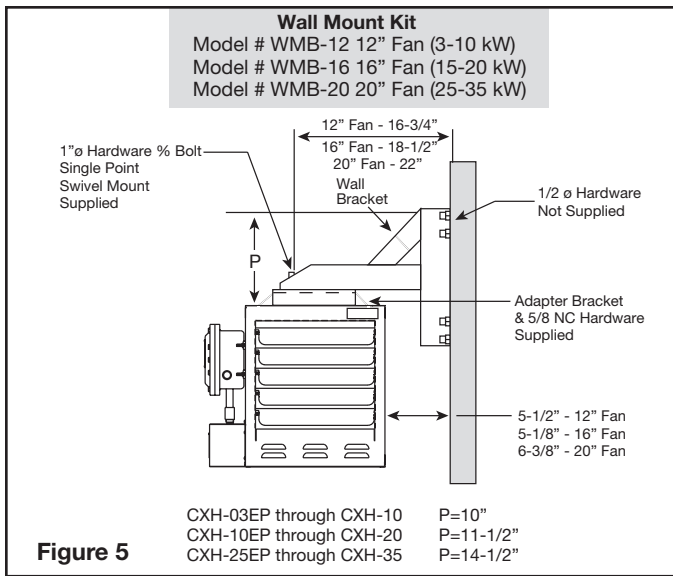 Wall Mount Kit
Model # WMB-12 12” Fan (3-10 kW)
Model # WMB-16 16” Fan (15-20 kW)
Model # WMB-20 20” Fan (25-35 kW)
12” Fan - 16-3/4”
16” Fan - 18-1/2”
20” Fan - 22”
1”ø Hardware % Bolt
Single Point
Swivel Mount
Supplied
Wall
Bracket
1/2 ø Hardware
Not Supplied
P
Adapter Bracket
& 5/8 NC Hardware
Supplied
5-1/2” - 12” Fan
5-1/8” - 16” Fan
6-3/8” - 20” Fan
CXH-03EP through CXH-10 P=10”
CXH-10EP through CXH-20 P=11-1/2”
CXH-25EP through CXH-35 P=14-1/2”
Figure 5